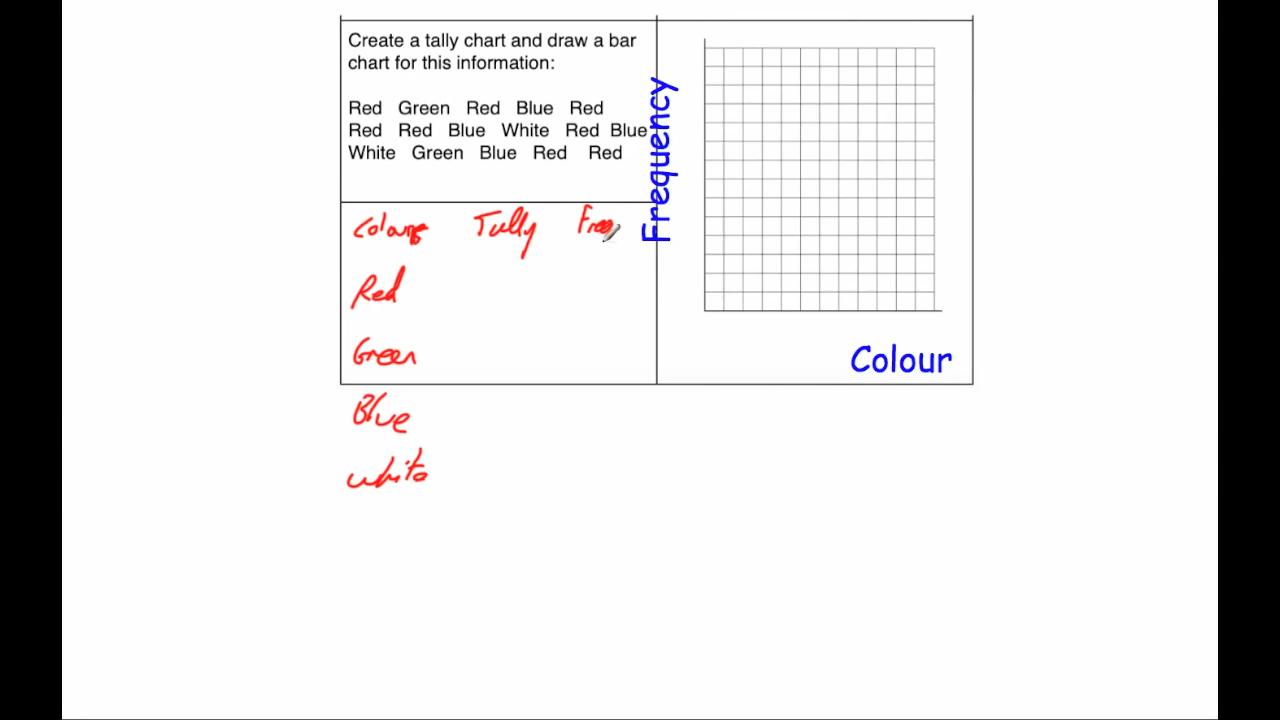 Create a tally chart and draw a bar
chart for this information:
Red Green Red Blue Red
Red Red Blue White Red Blue
White Green Blue Red Red
Colour Tully Freq
Red
Green
Blue
white
Frequency
Colour